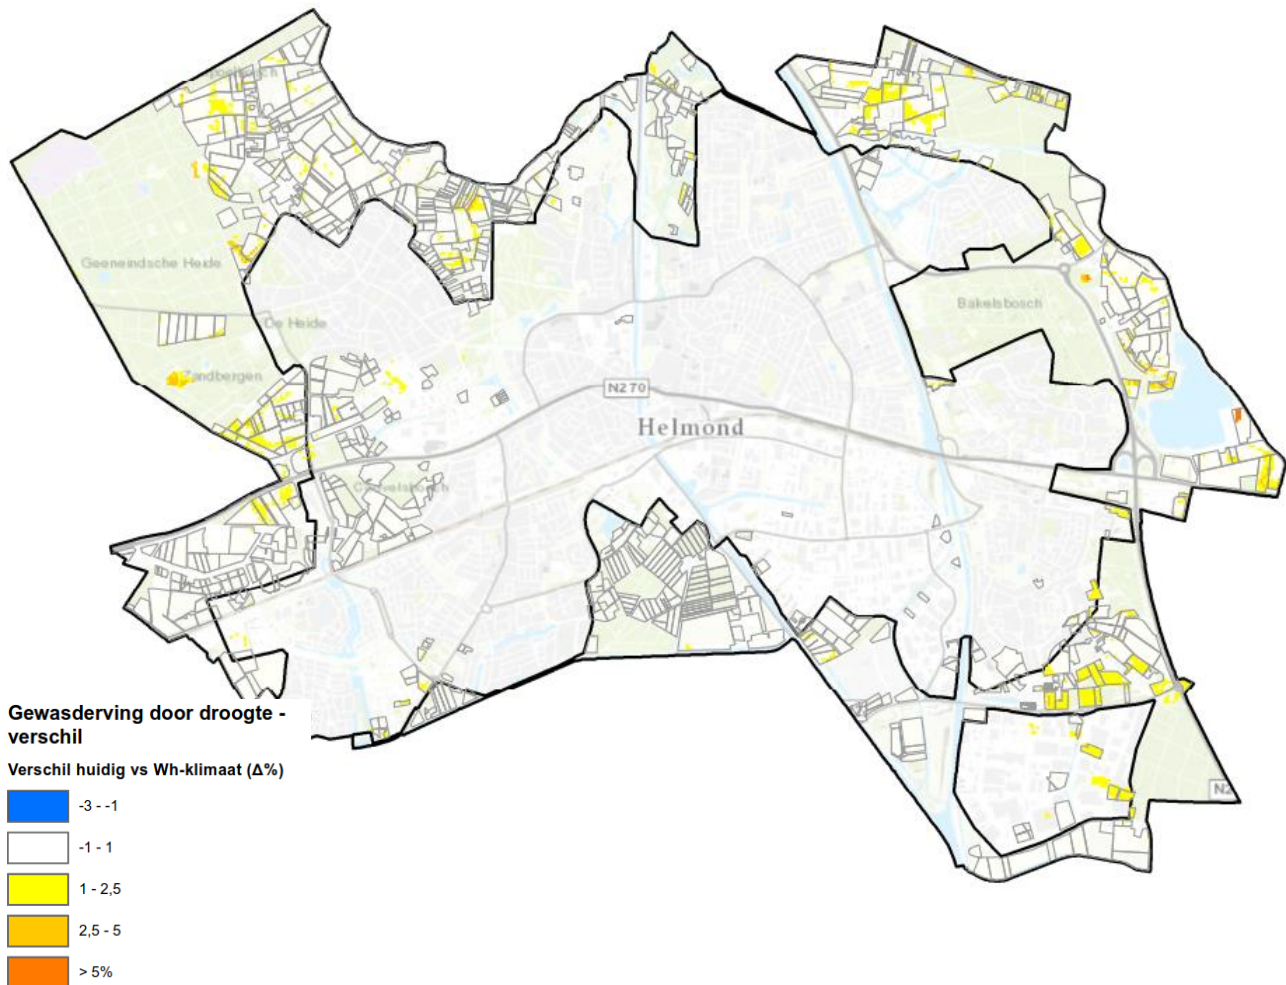 Geeneindsche Heide
De Heide
Zandbergen
Bakelsbosch
N270
Helmond
N2
Gewasderving door droogte -
verschil
Verschil huidig vs Wh-klimaat (Δ%)
-3 - -1
-1 - 1
1 - 2,5
2,5 - 5
> 5%